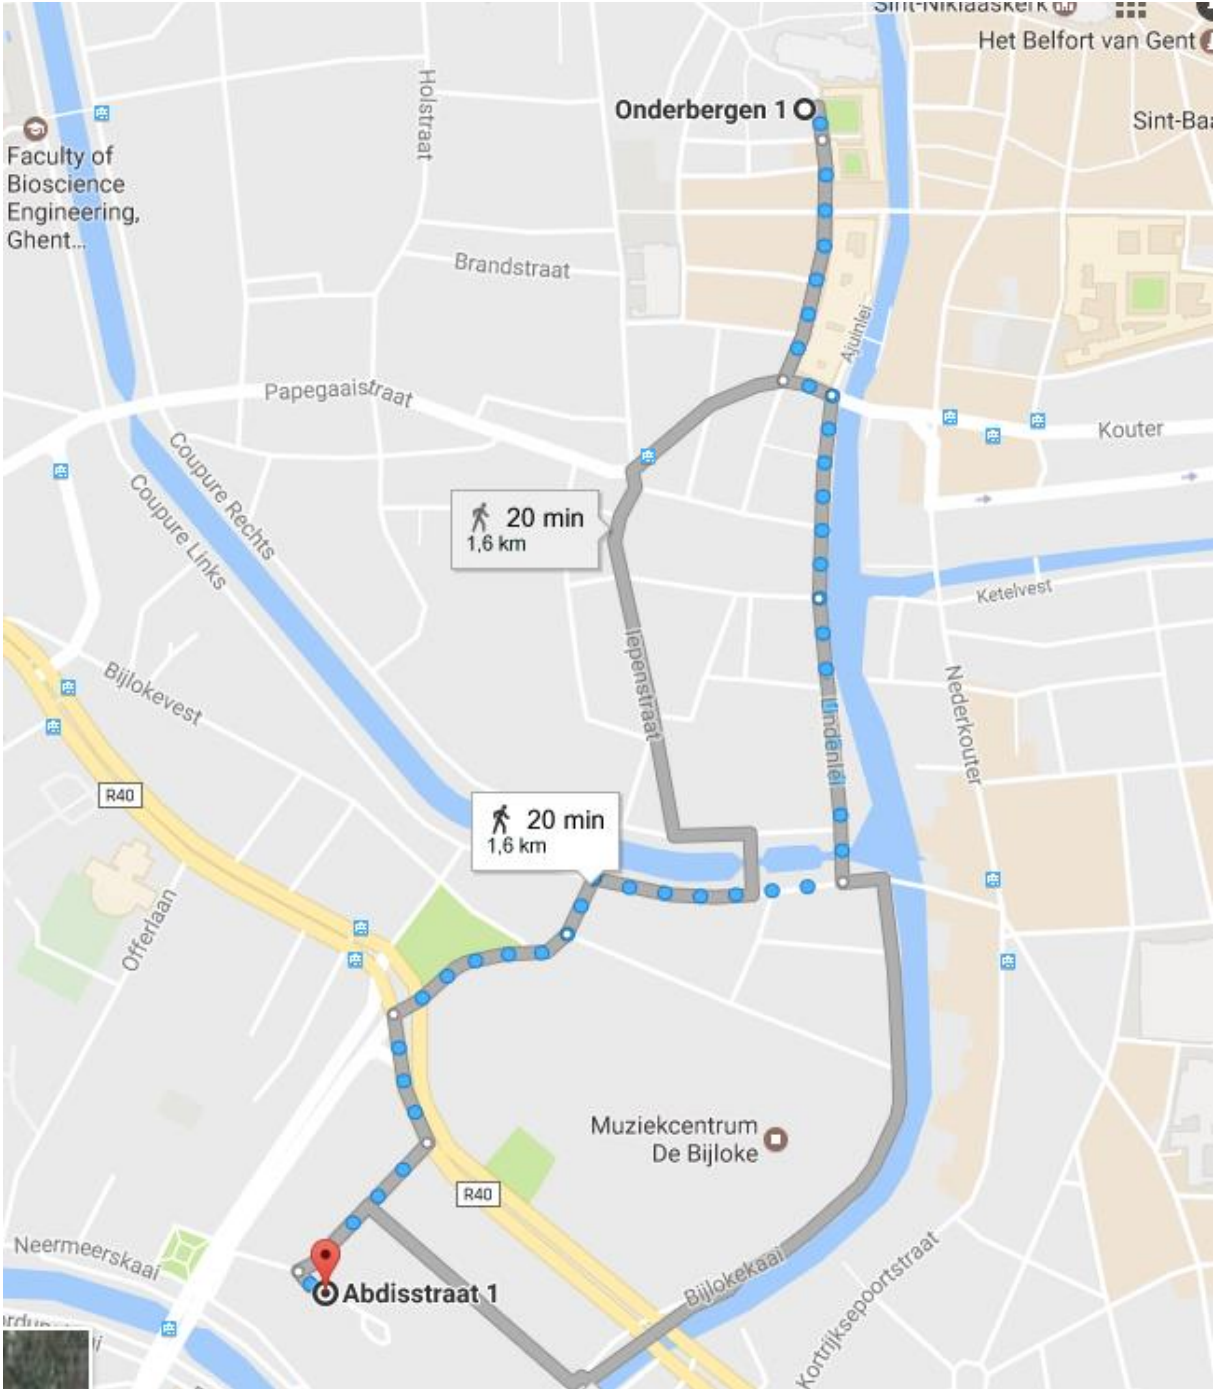 Sint-Niklaaskerk
Het Belfort van Gent
Onderbergen 1
Sint-Baa
Holstraat
Faculty of
Bioscience
Engineering,
Ghent...
Brandstraat
Ajuinlei
Papegaaistraat
Kouter
Coupure Rechts
Coupure Links
20 min
1,6 km
Ketelvest
Iepenstraat
Bijlokevest
Nederkouter
Lindenlei
R40
20 min
1,6 km
Offerlaan
Muziekcentrum
De Bijloke
R40
Neermeerskaai
Bijlokekaai
Kortrijksepoortstraat
Abdisstraat 1